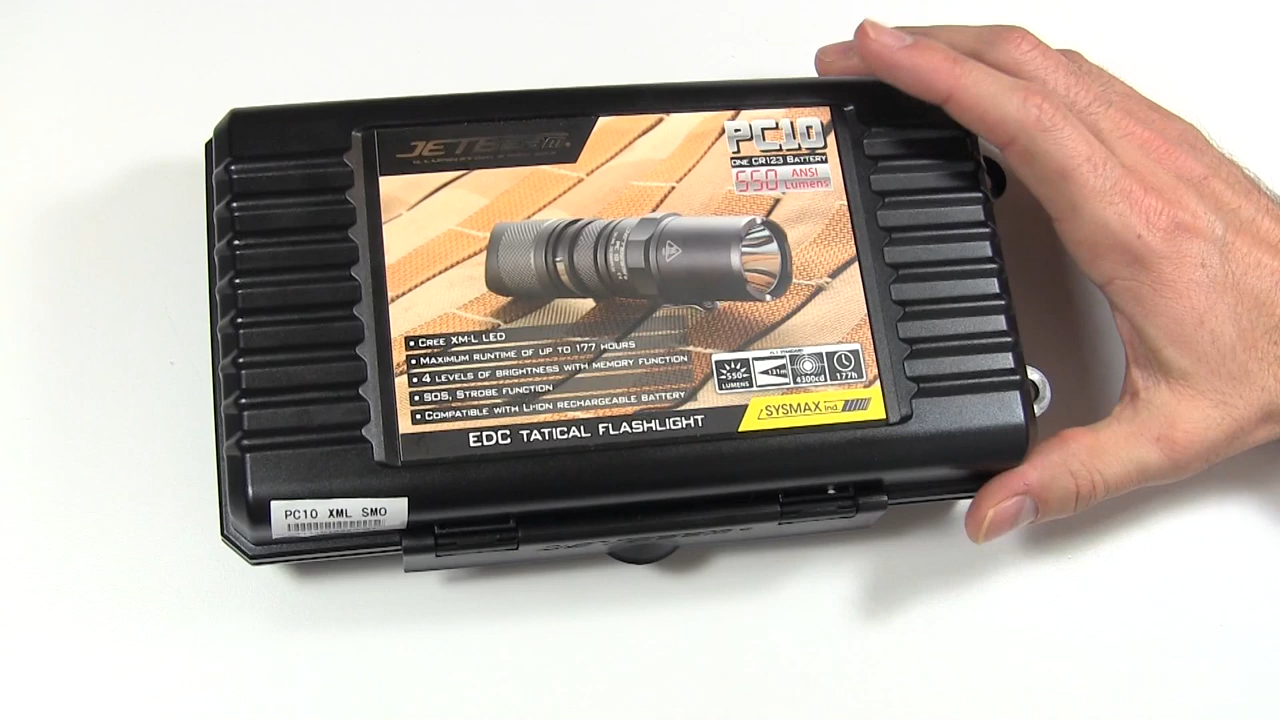 PC10
ONE CR123 BATTERY
550 ANSI Lumens
• CREE XM-L LED
• MAXIMUM RUNTIME OF UP TO 177 HOURS
• 4 LEVELS OF BRIGHTNESS WITH MEMORY FUNCTION
• SOS, STROBE FUNCTION
• COMPATIBLE WITH LI-ION RECHARGEABLE BATTERY
550 LUMENS
131m
4300cd
177h
EDC TATICAL FLASHLIGHT
SYSMAX ind.
PC10 XML SMO